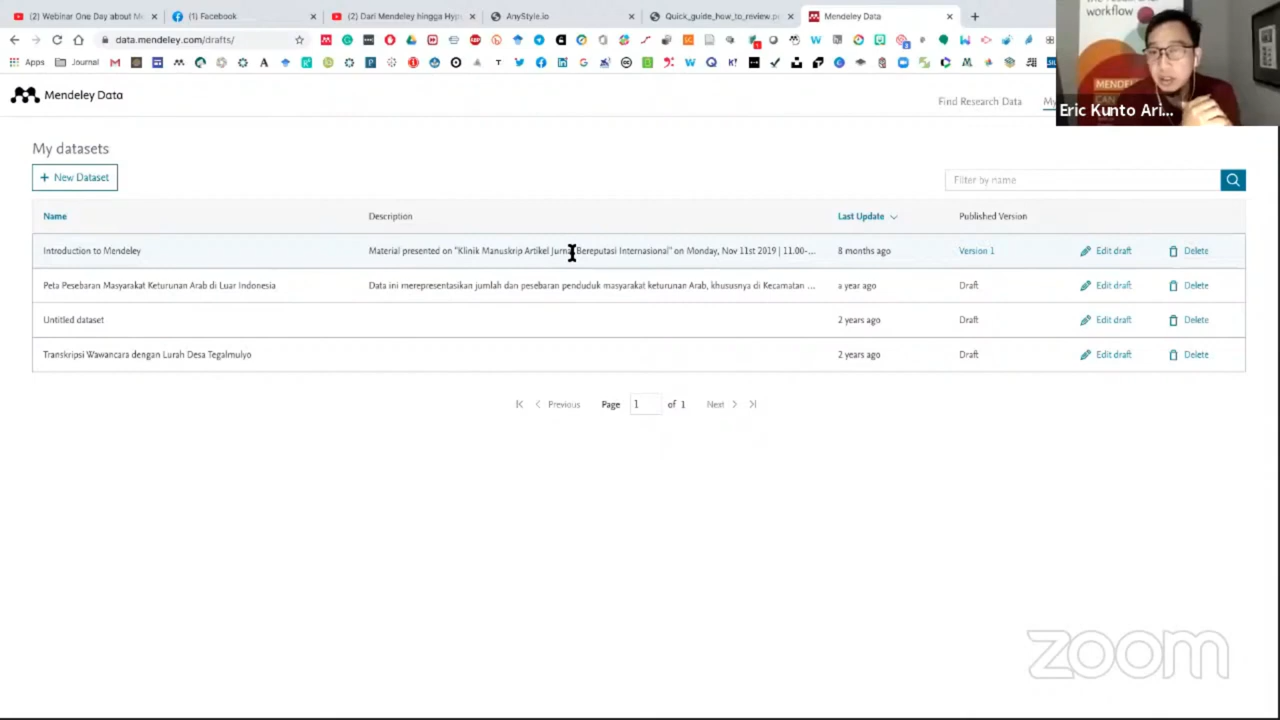 (2) Webinar One Day about M
(1) Facebook
(2) Dari Mendeley hingga Hyp
AnyStyle.io
Quick_guide_how_to_review.p
Mendeley Data
data.mendeley.com/drafts/
Apps
Journal
workflow
MENDEL
CAN
Eric Kunto Ari...
Mendeley Data
Find Research Data
My datasets
+ New Dataset
Filter by name
Name Description Last Update Published Version
Introduction to Mendeley Material presented on "Klinik Manuskrip Artikel Jurnal Bereputasi Internasional" on Monday, Nov 11st 2019 | 11.00-... 8 months ago Version 1 Edit draft Delete
Peta Pesebaran Masyarakat Keturunan Arab di Luar Indonesia Data ini merepresentasikan jumlah dan pesebaran penduduk masyarakat keturunan Arab, khususnya di Kecamatan ... a year ago Draft Edit draft Delete
Untitled dataset 2 years ago Draft Edit draft Delete
Transkripsi Wawancara dengan Lurah Desa Tegalmulyo 2 years ago Draft Edit draft Delete
Previous Page 1 of 1 Next
zoom